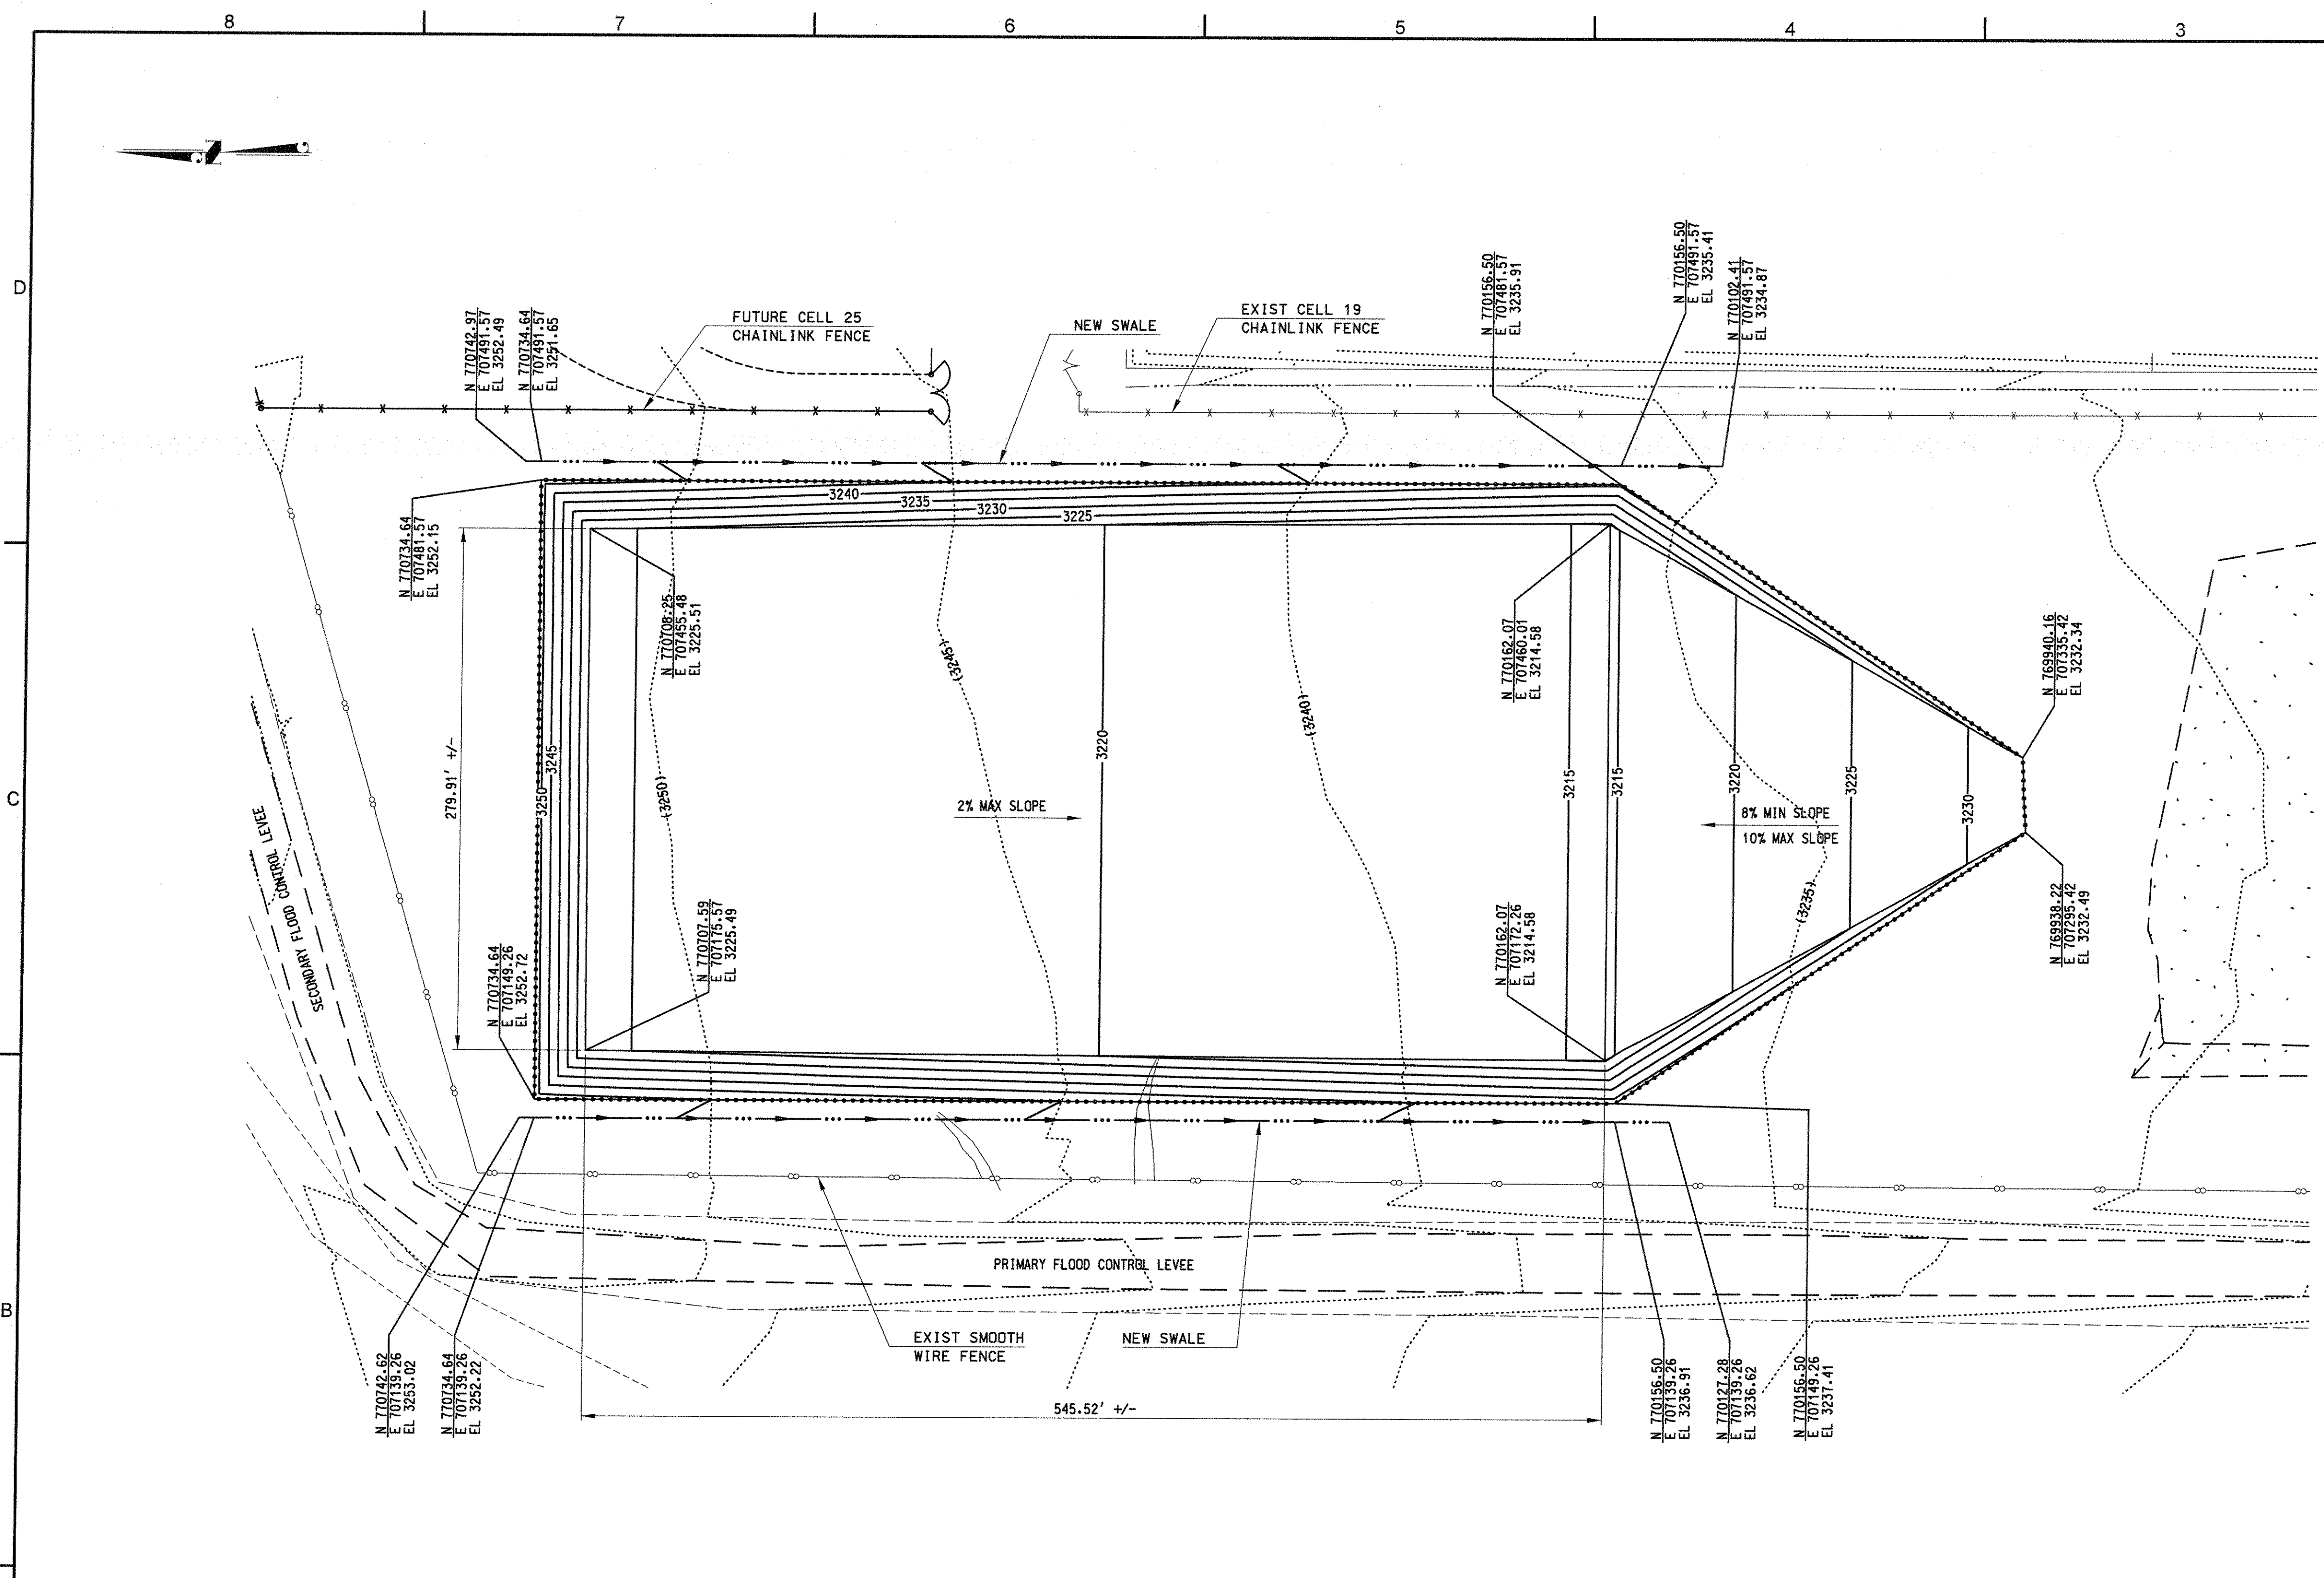 8
7
6
5
4
3
D
C
B
N
N 770742.97
E 707491.57
EL 3252.49
N 770734.64
E 707491.57
EL 3251.65
FUTURE CELL 25
CHAINLINK FENCE
NEW SWALE
EXIST CELL 19
CHAINLINK FENCE
N 770156.50
E 707481.57
EL 3235.91
N 770156.50
E 707491.57
EL 3235.41
N 770102.41
E 707491.57
EL 3234.87
N 770734.64
E 707481.57
EL 3252.15
3240
3235
3230
3225
N 770708.25
E 707455.48
EL 3225.51
(3245)
N 770162.07
E 707460.01
EL 3214.58
N 769940.16
E 707335.42
EL 3232.34
279.91' +/-
3250
3245
(3250)
3220
(3240)
3215
3215
3220
3225
3230
2% MAX SLOPE
8% MIN SLOPE
10% MAX SLOPE
SECONDARY FLOOD CONTROL LEVEE
N 770734.64
E 707149.26
EL 3252.72
N 770707.59
E 707175.57
EL 3225.49
N 770162.07
E 707172.26
EL 3214.58
(3235)
N 769938.22
E 707295.42
EL 3232.49
PRIMARY FLOOD CONTROL LEVEE
EXIST SMOOTH
WIRE FENCE
NEW SWALE
N 770742.62
E 707139.26
EL 3253.02
N 770734.64
E 707139.26
EL 3252.22
545.52' +/-
N 770156.50
E 707139.26
EL 3236.91
N 770127.28
E 707139.26
EL 3236.62
N 770156.50
E 707149.26
EL 3237.41